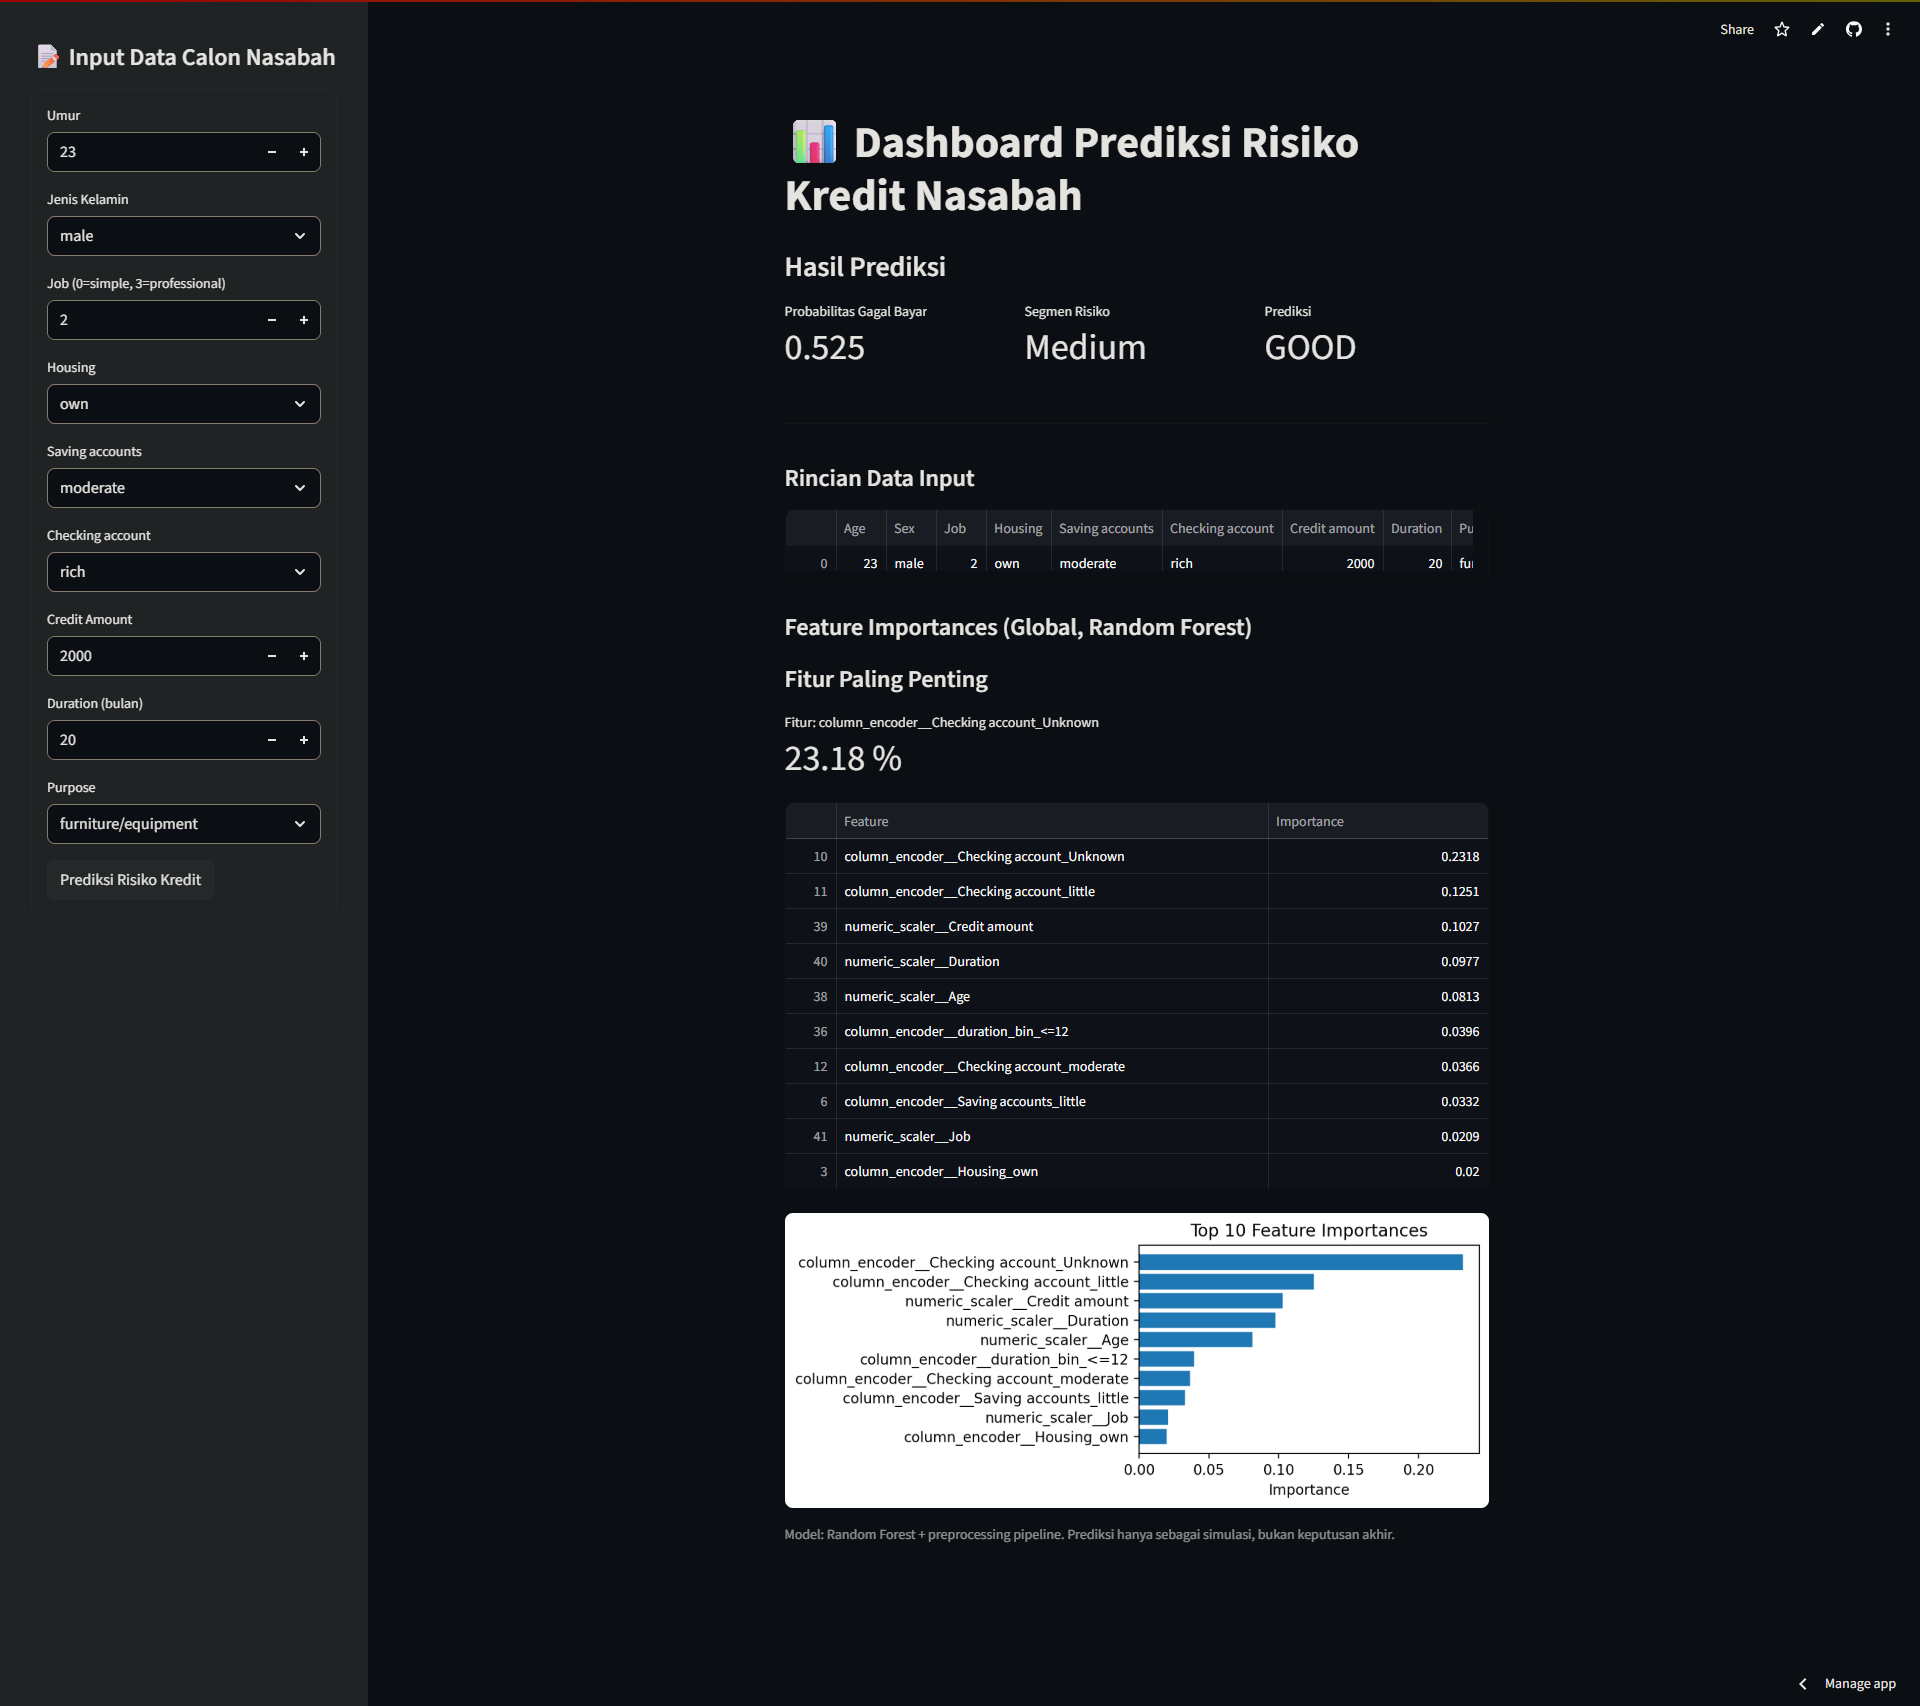 Share
Input Data Calon Nasabah
Umur
23
Jenis Kelamin
male
Job (0=simple, 3=professional)
2
Housing
own
Saving accounts
moderate
Checking account
rich
Credit Amount
2000
Duration (bulan)
20
Purpose
furniture/equipment
Prediksi Risiko Kredit
Dashboard Prediksi Risiko
Kredit Nasabah
Hasil Prediksi
Probabilitas Gagal Bayar Segmen Risiko Prediksi
0.525 Medium GOOD
Rincian Data Input
Age Sex Job Housing Saving accounts Checking account Credit amount Duration Pu
0 23 male 2 own moderate rich 2000 20 fu
Feature Importances (Global, Random Forest)
Fitur Paling Penting
Fitur: column_encoder__Checking account_Unknown
23.18 %
Feature Importance
10 column_encoder__Checking account_Unknown 0.2318
11 column_encoder__Checking account_little 0.1251
39 numeric_scaler__Credit amount 0.1027
40 numeric_scaler__Duration 0.0977
38 numeric_scaler__Age 0.0813
36 column_encoder__duration_bin_<=12 0.0396
12 column_encoder__Checking account_moderate 0.0366
6 column_encoder__Saving accounts_little 0.0332
41 numeric_scaler__Job 0.0209
3 column_encoder__Housing_own 0.02
Top 10 Feature Importances
column_encoder__Checking account_Unknown
column_encoder__Checking account_little
numeric_scaler__Credit amount
numeric_scaler__Duration
numeric_scaler__Age
column_encoder__duration_bin_<=12
column_encoder__Checking account_moderate
column_encoder__Saving accounts_little
numeric_scaler__Job
column_encoder__Housing_own
0.00 0.05 0.10 0.15 0.20
Importance
Model: Random Forest + preprocessing pipeline. Prediksi hanya sebagai simulasi, bukan keputusan akhir.
Manage app